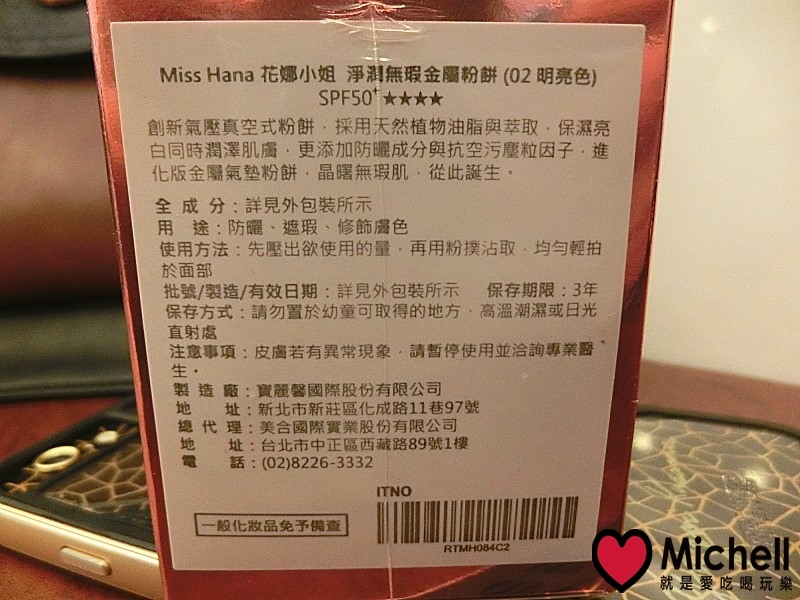 Miss Hana 花娜小姐 淨潤無瑕金屬粉餅 (02 明亮色)
SPF50+★★★★
創新氣壓真空式粉餅，採用天然植物油脂與萃取，保濕亮
白同時潤澤肌膚，更添加防曬成分與抗空污塵粒因子，進
化版金屬氣墊粉餅，晶曙無瑕肌，從此誕生。
全 成 分：詳見外包裝所示
用　途：防曬、遮瑕、修飾膚色
使用方法：先壓出欲使用的量，再用粉撲沾取，均勻輕拍
於面部
批號/製造/有效日期：詳見外包裝所示　保存期限：3年
保存方式：請勿置於幼童可取得的地方、高溫潮濕或日光
直射處
注意事項：皮膚若有異常現象，請暫停使用並洽詢專業醫
生。
製 造 廠：寶麗馨國際股份有限公司
地　址：新北市新莊區化成路11巷97號
總 代 理：美合國際實業股份有限公司
地　址：台北市中正區西藏路89號1樓
電　話：(02)8226-3332
ITNO
一般化妝品免予備查
RTMH084C2
Michell
就是愛吃喝玩樂